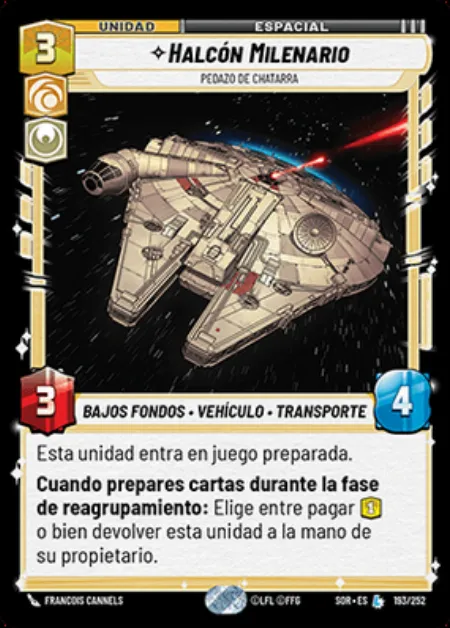 UNIDAD
ESPACIAL
3
HALCÓN MILENARIO
PEDAZO DE CHATARRA
3
BAJOS FONDOS • VEHÍCULO • TRANSPORTE
4
Esta unidad entra en juego preparada.
Cuando prepares cartas durante la fase
de reagrupamiento: Elige entre pagar 1
o bien devolver esta unidad a la mano de
su propietario.
FRANCOIS CANNELS
©LFL ©FFG
SOR • ES
L
193/252